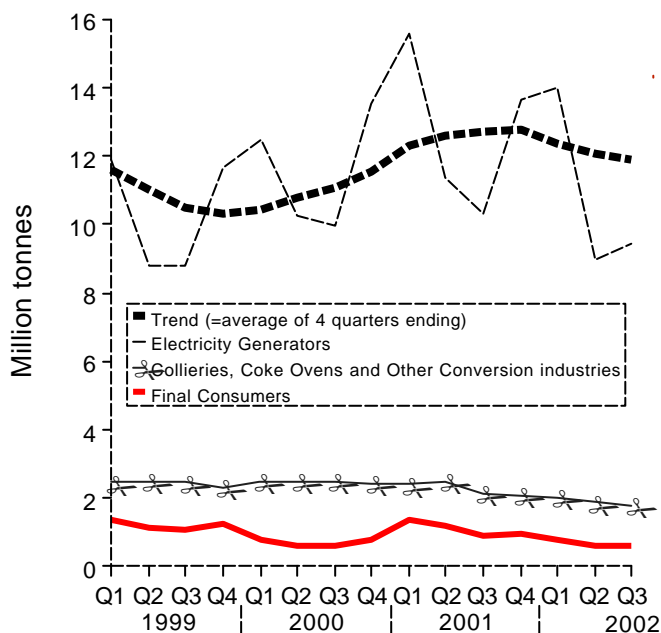 16
14
12
10
8
6
4
2
0
Million tonnes
Trend (=average of 4 quarters ending)
Electricity Generators
Collieries, Coke Ovens and Other Conversion industries
Final Consumers
Q1 Q2 Q3 Q4 Q1 Q2 Q3 Q4 Q1 Q2 Q3 Q4 Q1 Q2 Q3
1999 2000 2001 2002